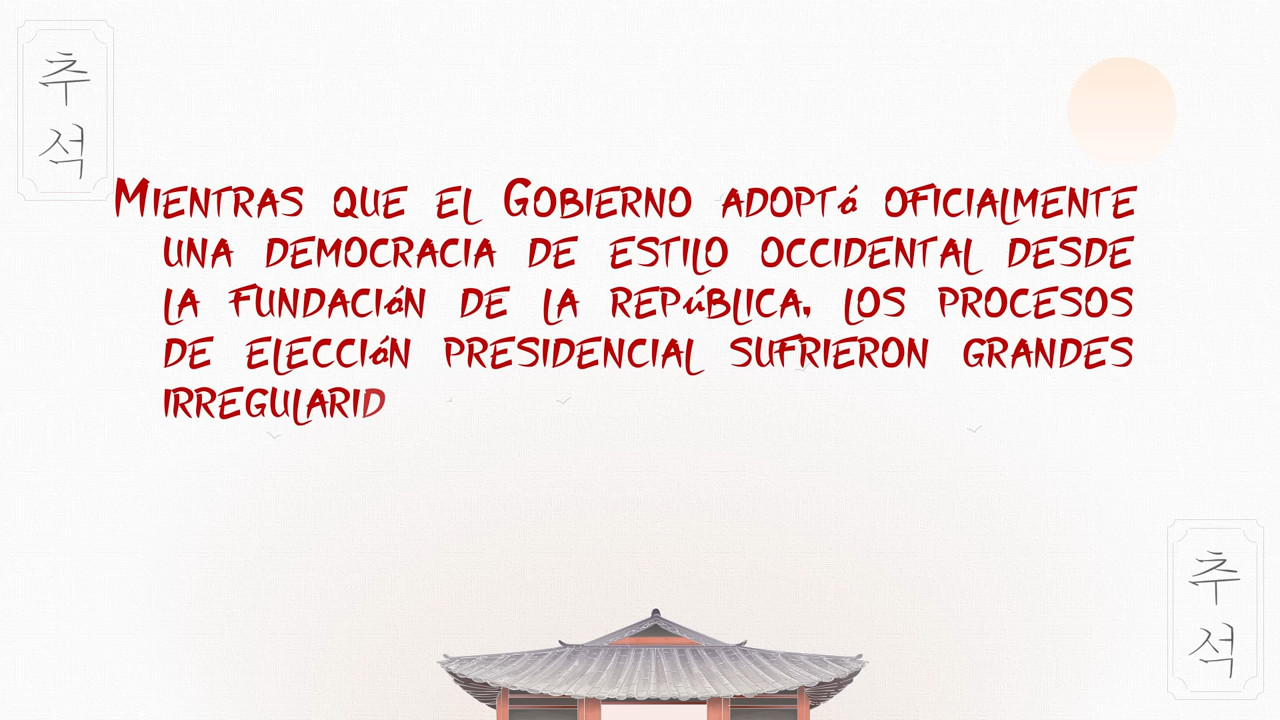 추
석
Mientras que el Gobierno adoptó oficialmente
una democracia de estilo occidental desde
la fundación de la república, los procesos
de elección presidencial sufrieron grandes
irregularid
추
석